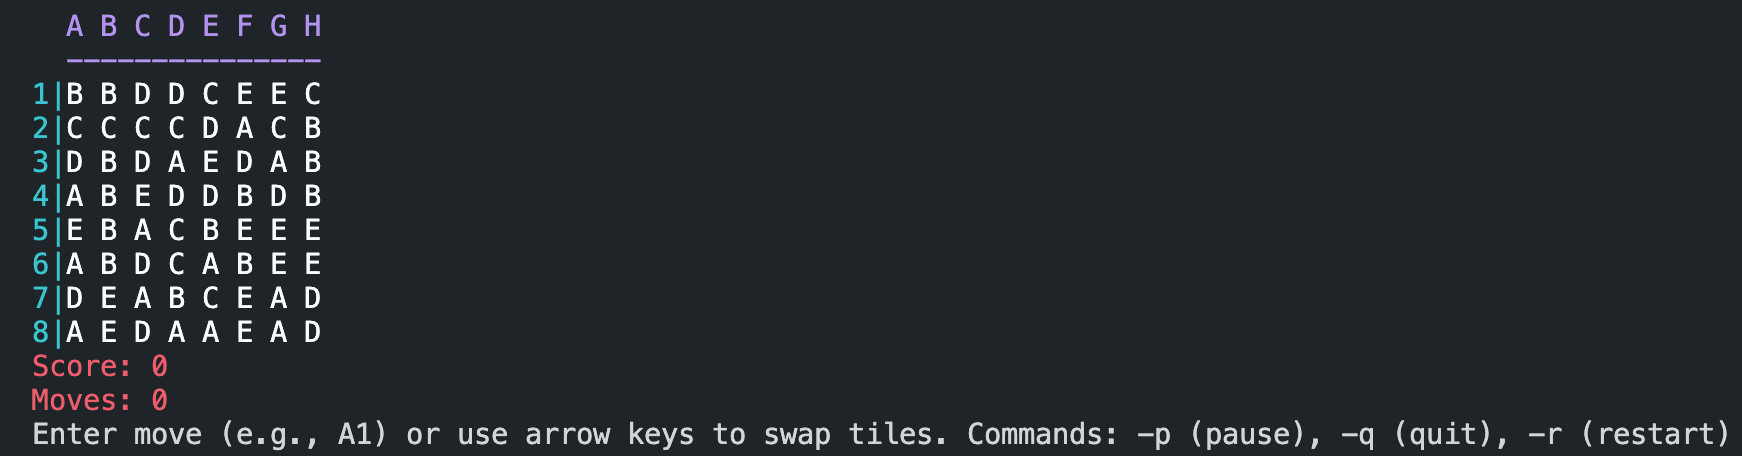 A B C D E F G H
---------------
1|B B D D C E E C
2|C C C C D A C B
3|D B D A E D A B
4|A B E D D B D B
5|E B A C B E E E
6|A B D C A B E E
7|D E A B C E A D
8|A E D A A E A D
Score: 0
Moves: 0
Enter move (e.g., A1) or use arrow keys to swap tiles. Commands: -p (pause), -q (quit), -r (restart)